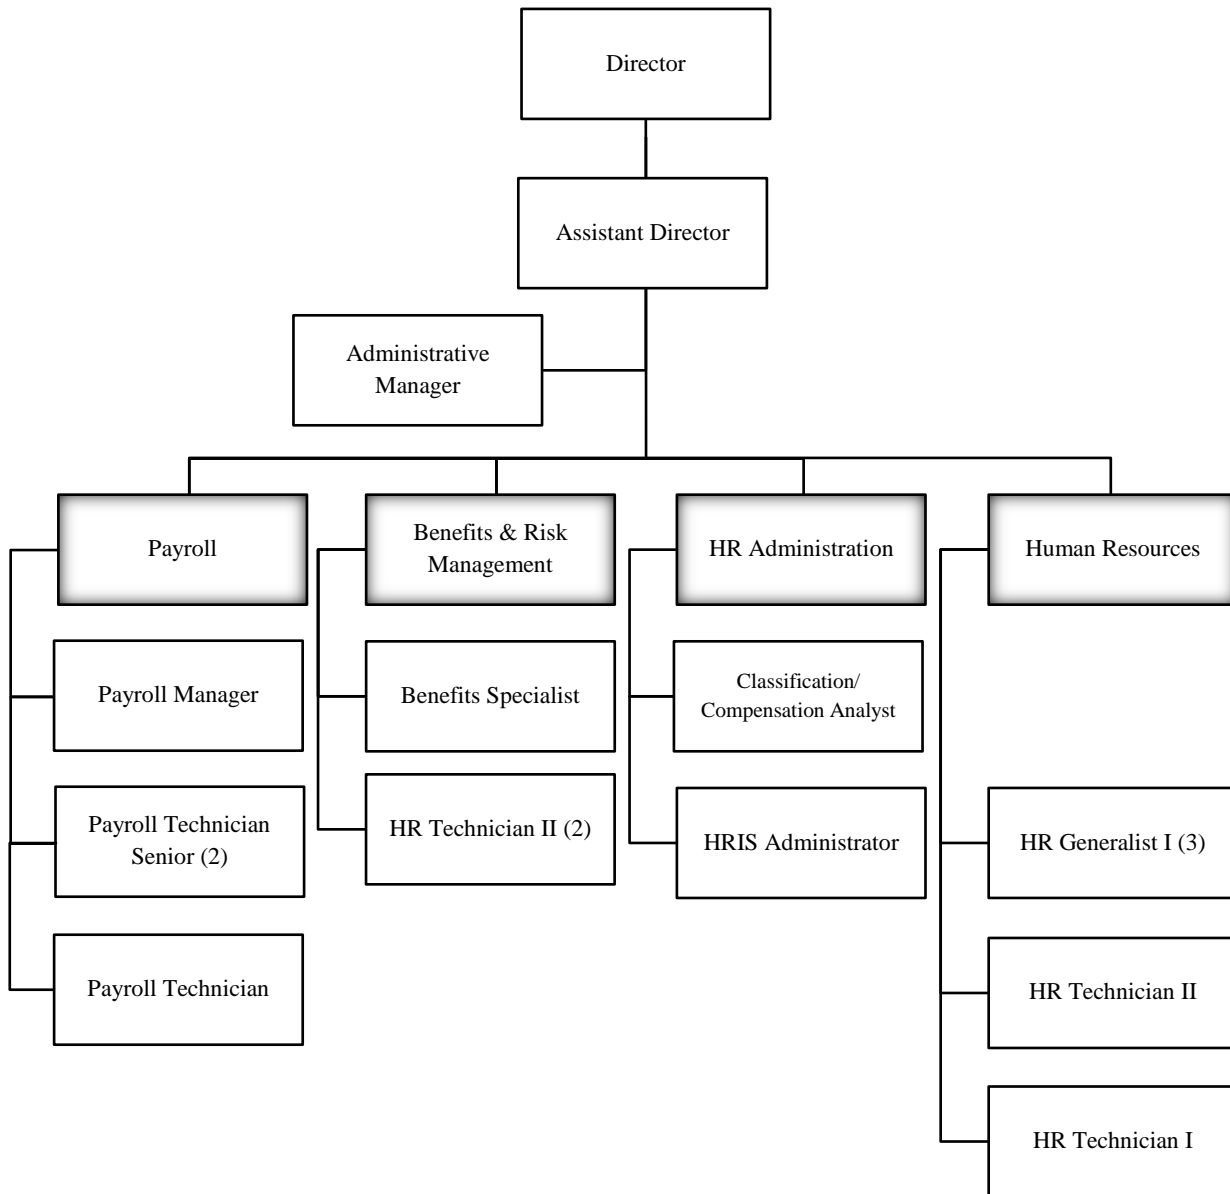 Director
Assistant Director
Administrative
Manager
Payroll
Benefits & Risk
Management
HR Administration
Human Resources
Payroll Manager
Benefits Specialist
Classification/
Compensation Analyst
Payroll Technician
Senior (2)
HR Technician II (2)
HRIS Administrator
HR Generalist I (3)
Payroll Technician
HR Technician II
HR Technician I